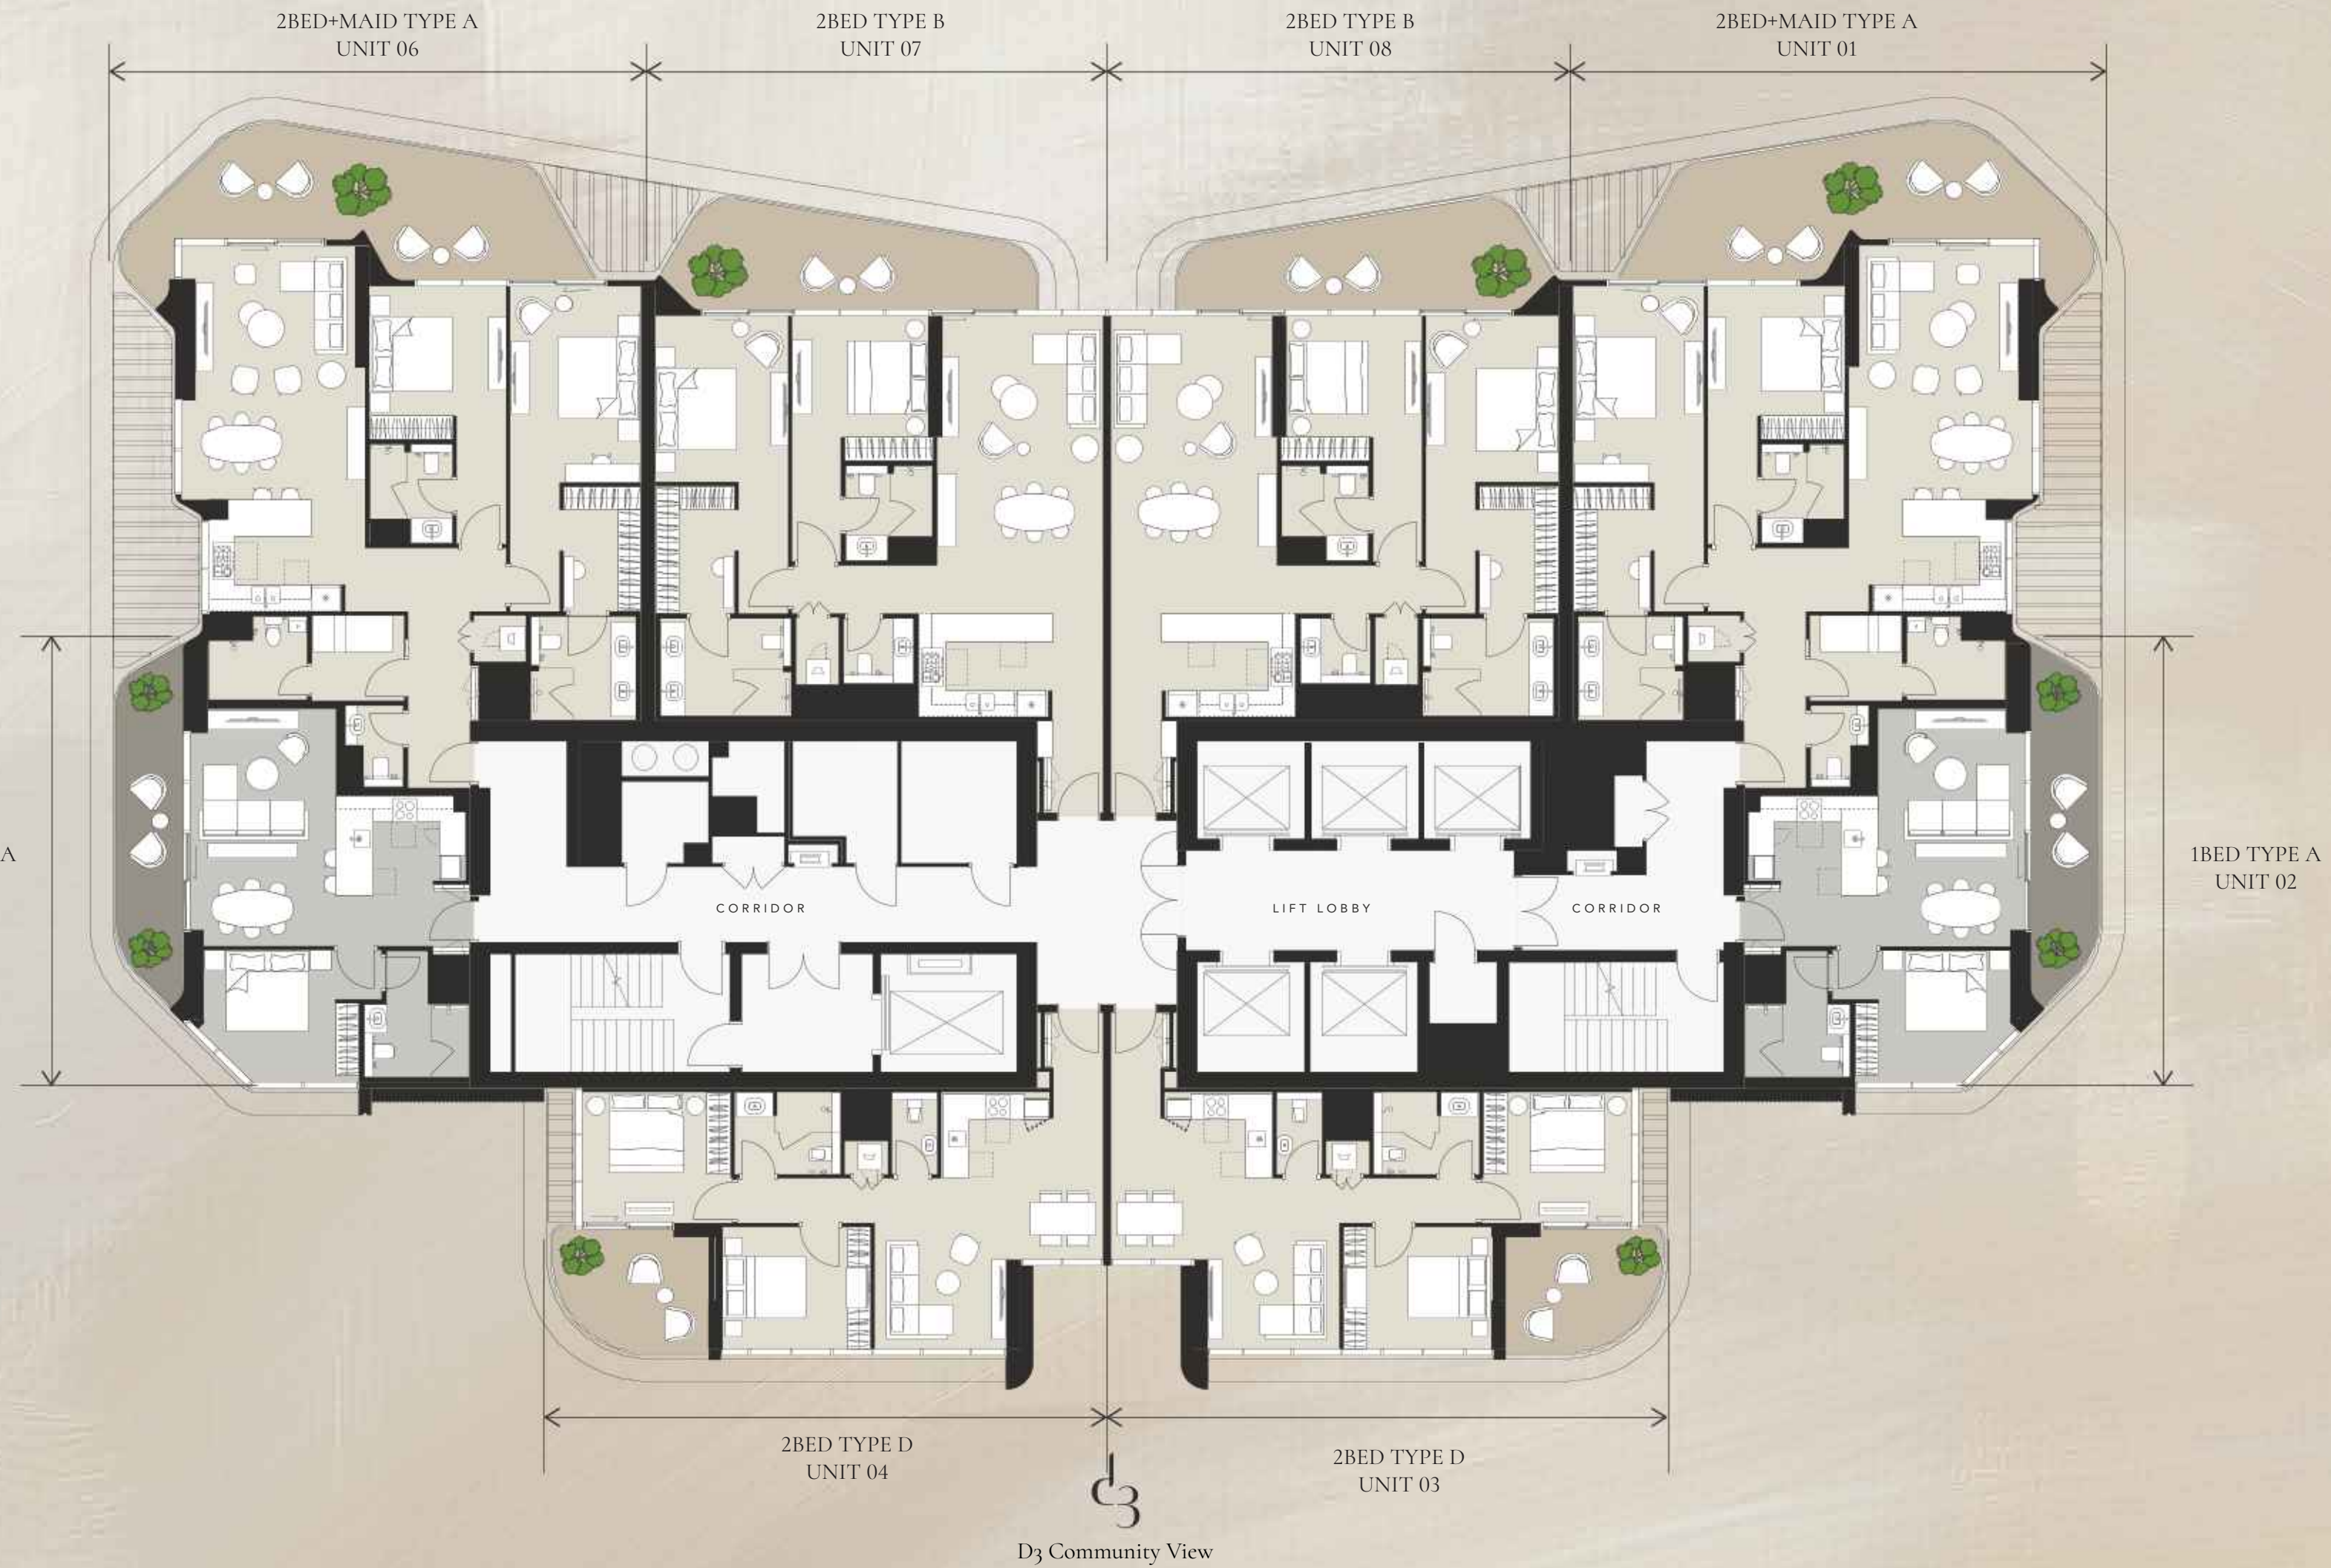 2BED+MAID TYPE A
UNIT 06
2BED TYPE B
UNIT 07
2BED TYPE B
UNIT 08
2BED+MAID TYPE A
UNIT 01
A
1BED TYPE A
UNIT 02
CORRIDOR
LIFT LOBBY
CORRIDOR
2BED TYPE D
UNIT 04
2BED TYPE D
UNIT 03
d3
D3 Community View